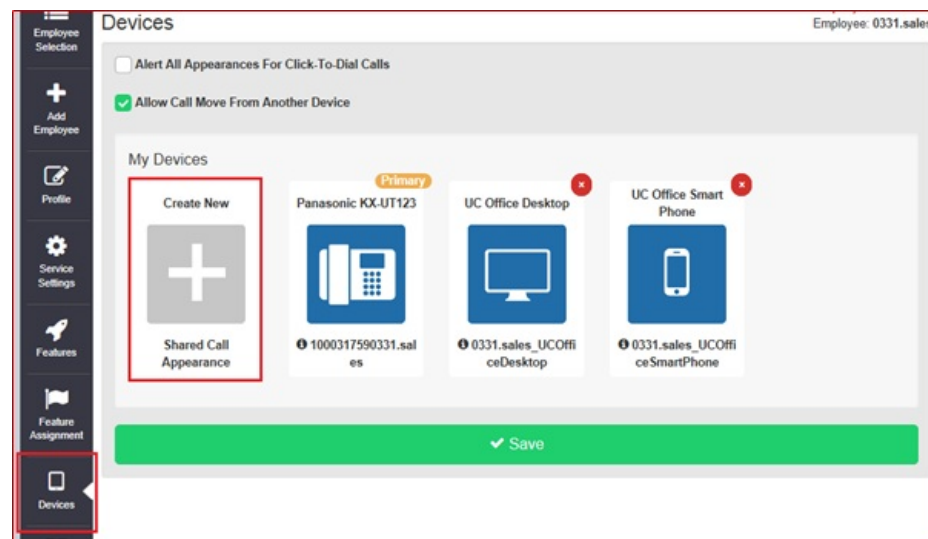 Devices
Employee: 0331.sales
Employee
Selection
Add
Employee
Profile
Service
Settings
Features
Feature
Assignment
Devices
Alert All Appearances For Click-To-Dial Calls
Allow Call Move From Another Device
My Devices
Create New
Shared Call
Appearance
Primary
Panasonic KX-UT123
1000317590331.sal
es
UC Office Desktop
0331.sales_UCOffi
ceDesktop
UC Office Smart
Phone
0331.sales_UCOffi
ceSmartPhone
Save